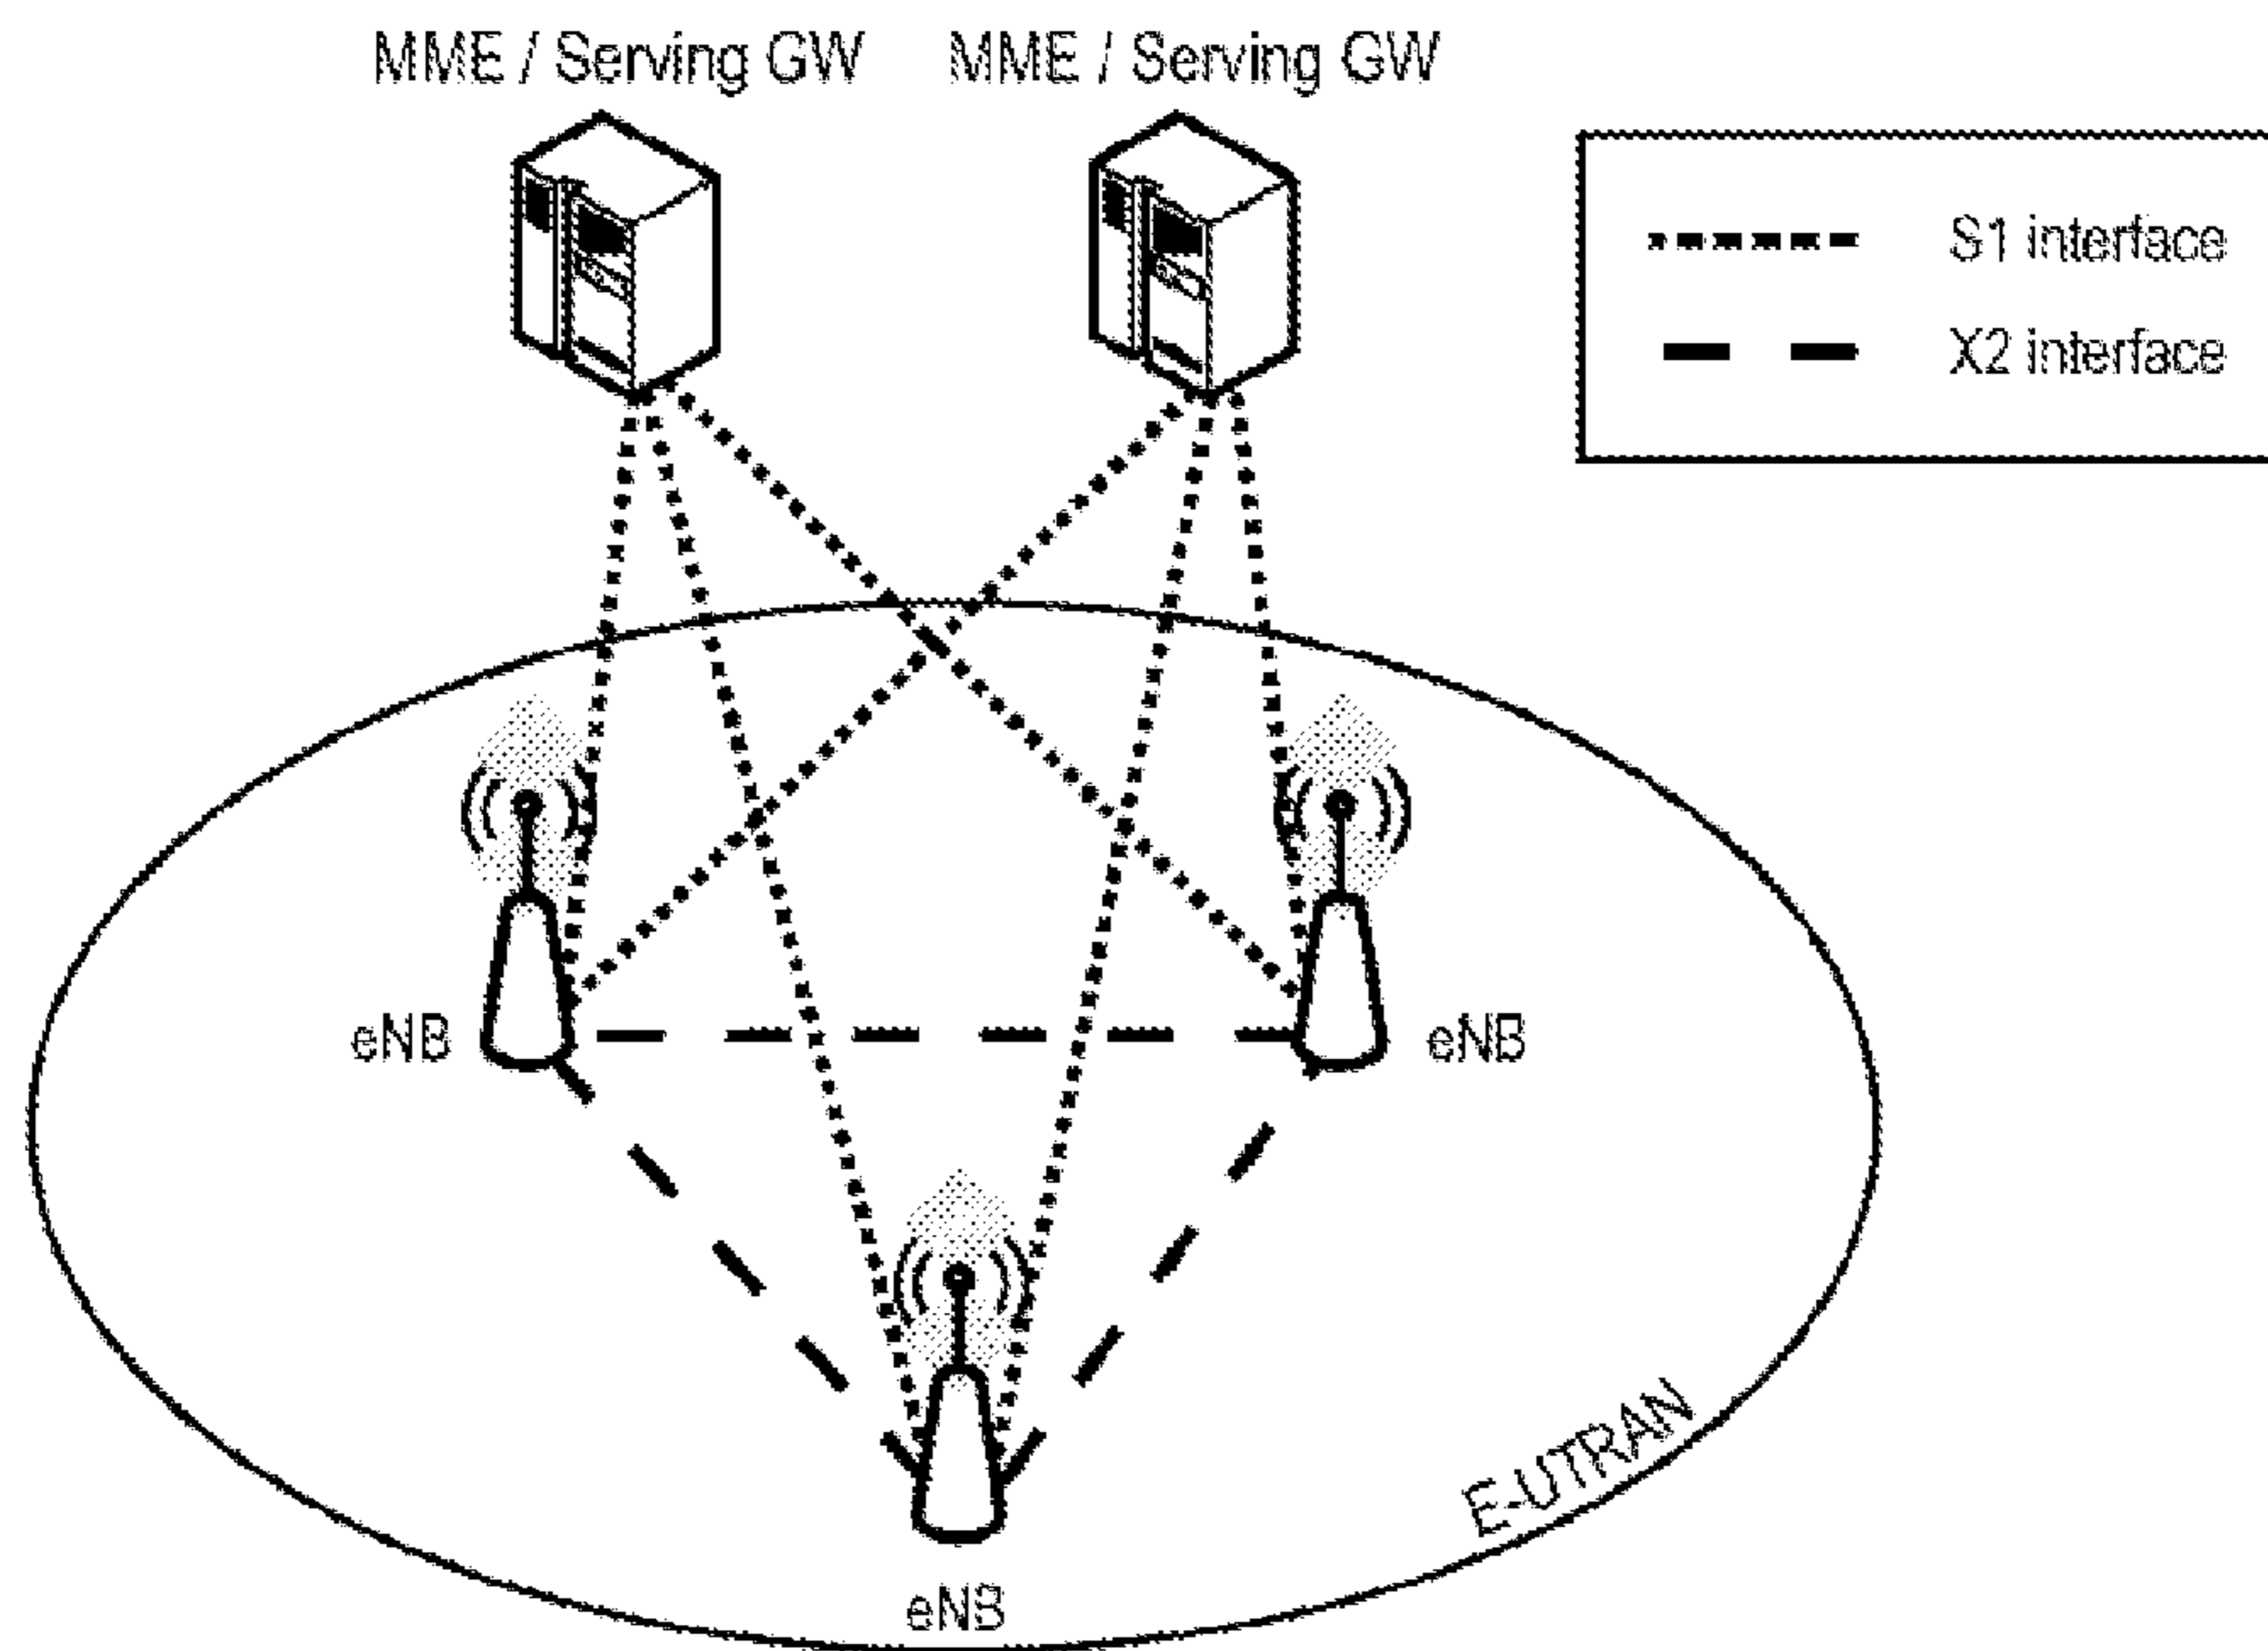 MME / Serving GW
MME / Serving GW
S1 interface
X2 interface
eNB
eNB
E-UTRAN
eNB